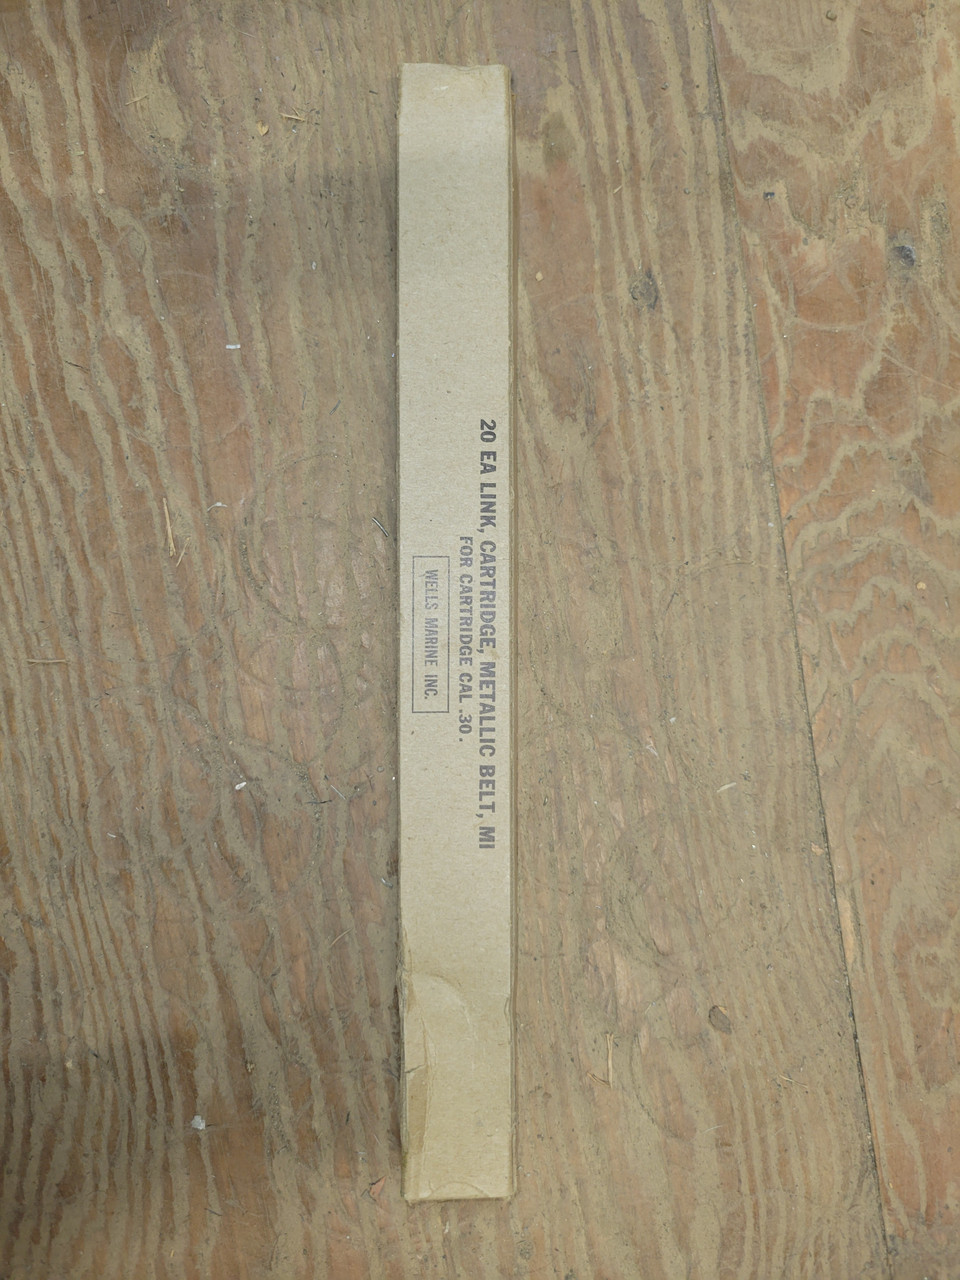 20 EA LINK, CARTRIDGE, METALLIC BELT, MI
FOR CARTRIDGE CAL .30 .
WELLS MARINE INC.